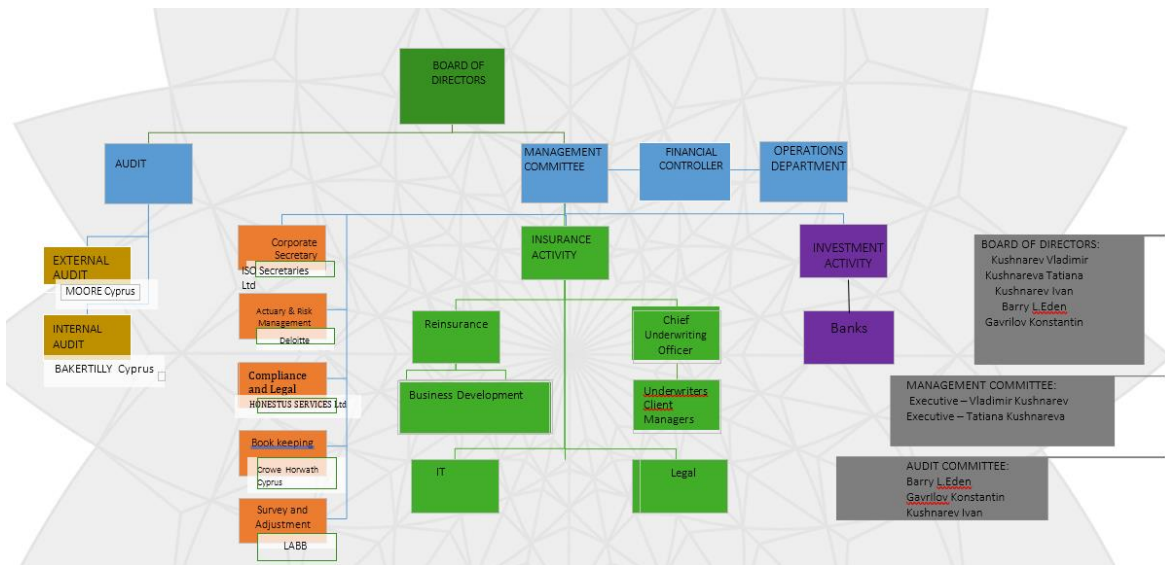 BOARD OF
DIRECTORS
AUDIT
MANAGEMENT
COMMITTEE
FINANCIAL
CONTROLLER
OPERATIONS
DEPARTMENT
EXTERNAL
AUDIT
MOORE Cyprus
INTERNAL
AUDIT
BAKERTILLY Cyprus
Corporate
Secretary
ISO Secretaries
Ltd
Actuary & Risk
Management
Deloitte
Compliance
and Legal
HONESTUS SERVICES Ltd
Book keeping
Crowe Horwath
Cyprus
Survey and
Adjustment
LABB
INSURANCE
ACTIVITY
Reinsurance
Business Development
Chief
Underwriting
Officer
Underwriters
Client
Managers
IT
Legal
INVESTMENT
ACTIVITY
Banks
BOARD OF DIRECTORS:
Kushnarev Vladimir
Kushnareva Tatiana
Kushnarev Ivan
Barry L.Eden
Gavrilov Konstantin
MANAGEMENT COMMITTEE:
Executive – Vladimir Kushnarev
Executive – Tatiana Kushnareva
AUDIT COMMITTEE:
Barry L.Eden
Gavrilov Konstantin
Kushnarev Ivan